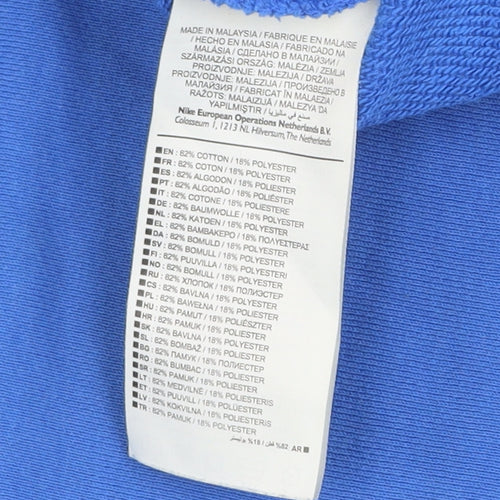 MADE IN MALAYSIA / FABRIQUE EN MALAISIE
/ HECHO EN MALASIA / FABRICADO NA
MALÁSIA / СДЕЛАНО В МАЛАЙЗИИ /
SZÁRMAZÁSI ORSZÁG: MALÉZIA / ZEMLJA
PROIZVODNJE: MALEZIJA / DRŽAVA
PROIZVODNJE: MALEZIJA / ПРОИЗВЕДЕНО В
МАЛАЙЗИЯ / FABRICAT ÎN MALAEZIA /
RAŽOTS: MALAIZIJĀ / MALEZYA'DA
YAPILMIŞTIR / صنع في ماليزيا
Nike European Operations Netherlands B.V.
Colosseum 1, 1213 NL Hilversum, The Netherlands
EN: 82% COTTON / 18% POLYESTER
FR: 82% COTON / 18% POLYESTER
ES: 82% ALGODON / 18% POLIESTER
PT: 82% ALGODÃO / 18% POLIÉSTER
IT: 82% COTONE / 18% POLIESTERE
DE: 82% BAUMWOLLE / 18% POLYESTER
NL: 82% KATOEN / 18% POLYESTER
EL: 82% ΒΑΜΒΑΚΕΡΟ / 18% ΠΟΛΥΕΣΤΕΡΑΣ
DA: 82% BOMULD / 18% POLYESTER
SV: 82% BOMULL / 18% POLYESTER
FI: 82% PUUVILLA / 18% POLYESTERI
NO: 82% BOMULL / 18% POLYESTER
RU: 82% ХЛОПОК / 18% ПОЛИЭСТЕР
CS: 82% BAVLNA / 18% POLYESTER
PL: 82% BAWEŁNA / 18% POLIESTER
HU: 82% PAMUT / 18% POLIÉSZTER
HR: 82% PAMUK / 18% POLIESTER
SK: 82% BAVLNA / 18% POLYESTER
SL: 82% BOMBAŽ / 18% POLIESTER
BG: 82% ПАМУК / 18% ПОЛИЕСТЕР
RO: 82% BUMBAC / 18% POLIESTER
SR: 82% PAMUK / 18% POLIESTER
LT: 82% MEDVILNĖ / 18% POLIESTERIS
ET: 82% PUUVILL / 18% POLÜESTER
LV: 82% KOKVILNA / 18% POLIESTERIS
TR: 82% PAMUK / 18% POLYESTER
AR 82% قطن / 18% بوليستر